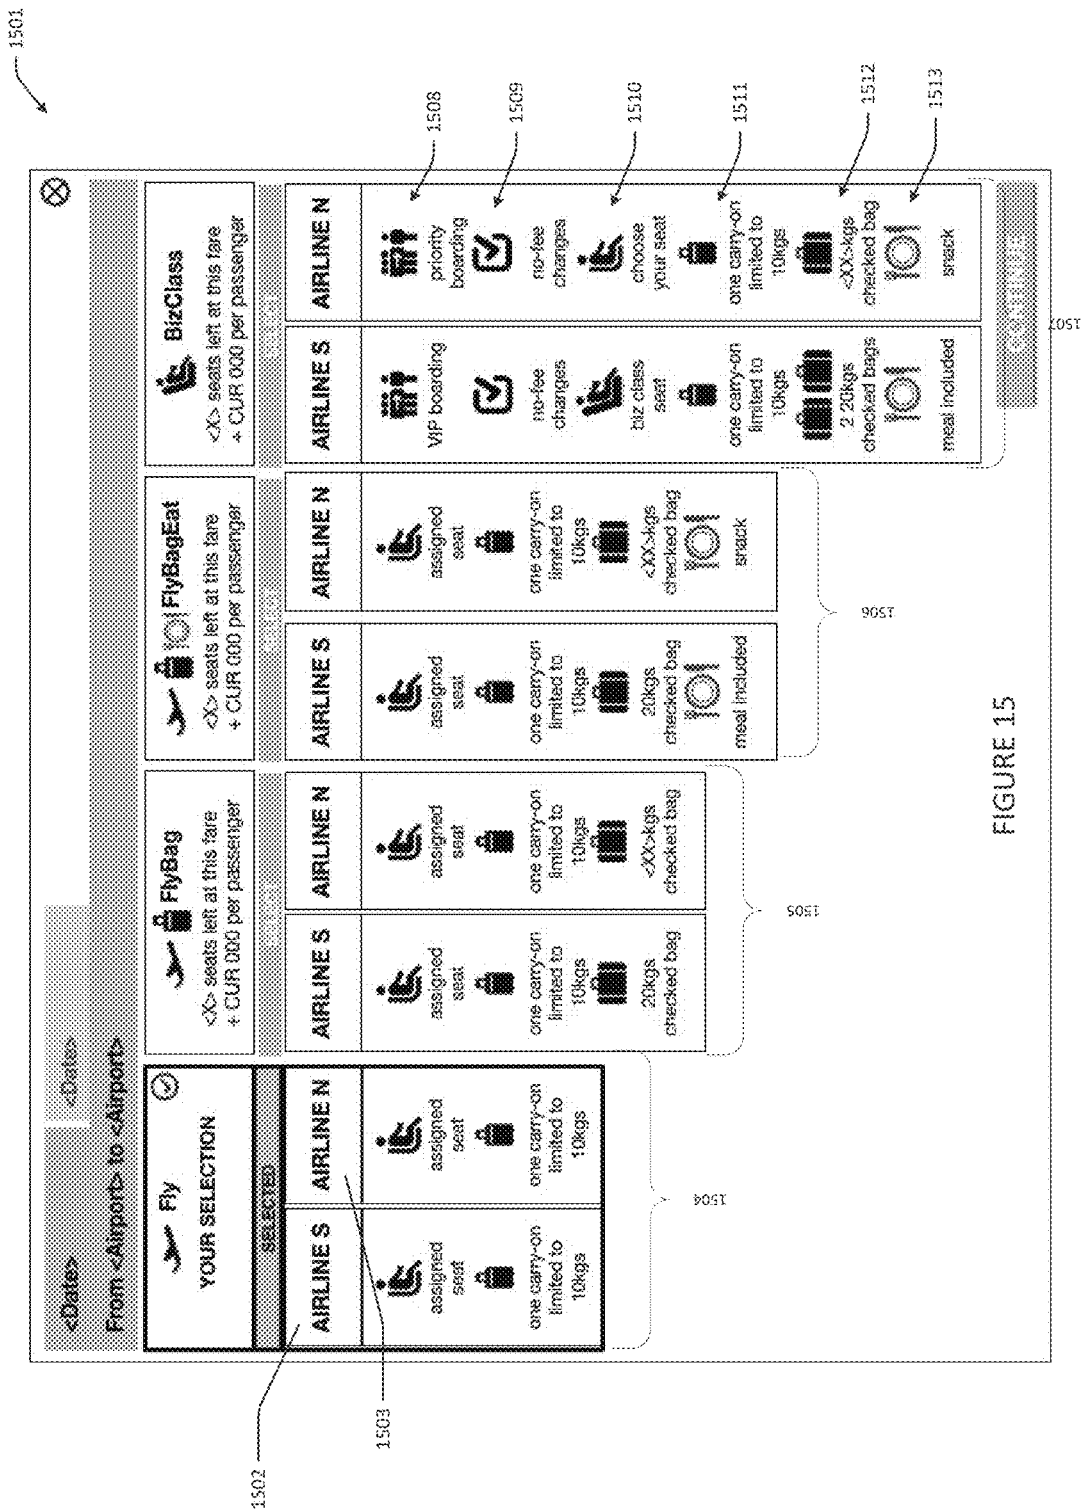 1501
<Date>
<Date>
From <Airport> to <Airport>
Fly
YOUR SELECTION
SELECTED
FlyBag
<X> seats left at this fare
+ CUR 000 per passenger
FlyBagEat
<X> seats left at this fare
+ CUR 000 per passenger
BizClass
<X> seats left at this fare
+ CUR 000 per passenger
1502
AIRLINE S
assigned
seat
one carry-on
limited to
10kgs
1503
AIRLINE N
assigned
seat
one carry-on
limited to
10kgs
1504
AIRLINE S
assigned
seat
one carry-on
limited to
10kgs
20kgs
checked bag
AIRLINE N
assigned
seat
one carry-on
limited to
10kgs
<XX>kgs
checked bag
1505
AIRLINE S
assigned
seat
one carry-on
limited to
10kgs
20kgs
checked bag
meal included
AIRLINE N
assigned
seat
one carry-on
limited to
10kgs
<XX>kgs
checked bag
snack
1506
AIRLINE S
VIP boarding
no-fee
changes
biz class
seat
one carry-on
limited to
10kgs
2 20kgs
checked bags
meal included
AIRLINE N
priority
boarding
no-fee
changes
choose
your seat
one carry-on
limited to
10kgs
<XX>kgs
checked bag
snack
1507
1508
1509
1510
1511
1512
1513
FIGURE 15